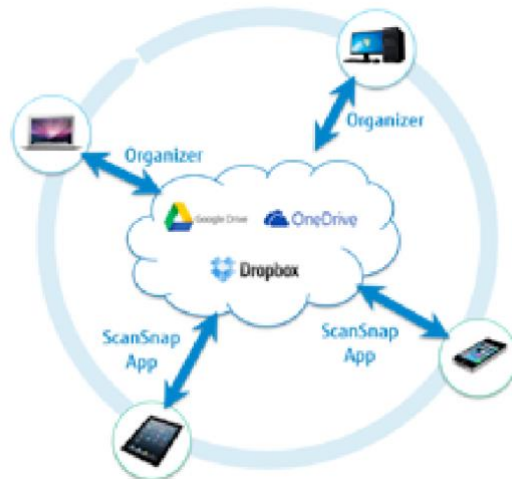 Organizer
Organizer
Google Drive
OneDrive
Dropbox
ScanSnap
App
ScanSnap
App